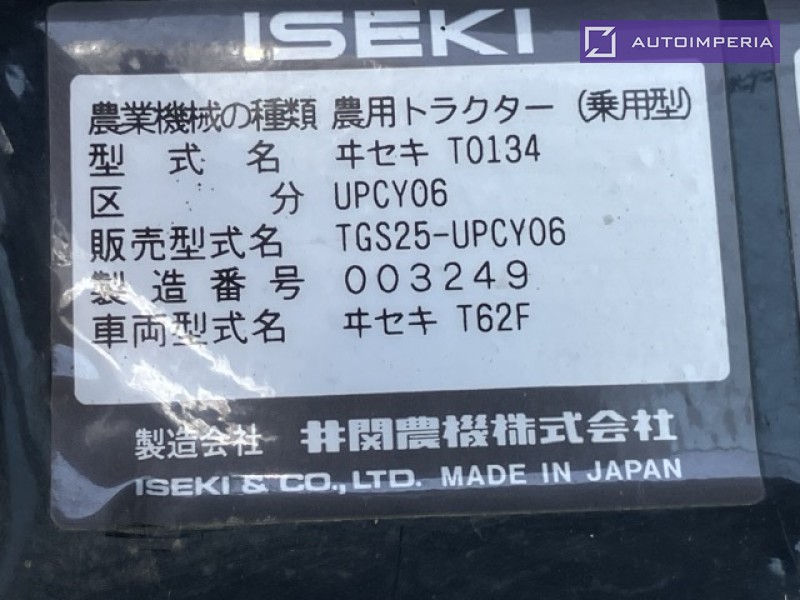 ISEKI
AUTOIMPERIA
農業機械の種類 農用トラクター (乗用型)
型式名 ヰセキ T0134
区分 UPCY06
販売型式名 TGS25-UPCY06
製造番号 003249
車両型式名 ヰセキ T62F
製造会社 井関農機株式会社
ISEKI & CO., LTD. MADE IN JAPAN